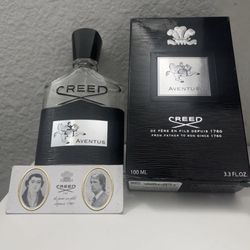 CREED
AVENTUS
CREED
AVENTUS
CREED
DE PÈRE EN FILS DEPUIS 1760
FROM FATHER TO SON SINCE 1760
100 ML
3.3 FL.OZ